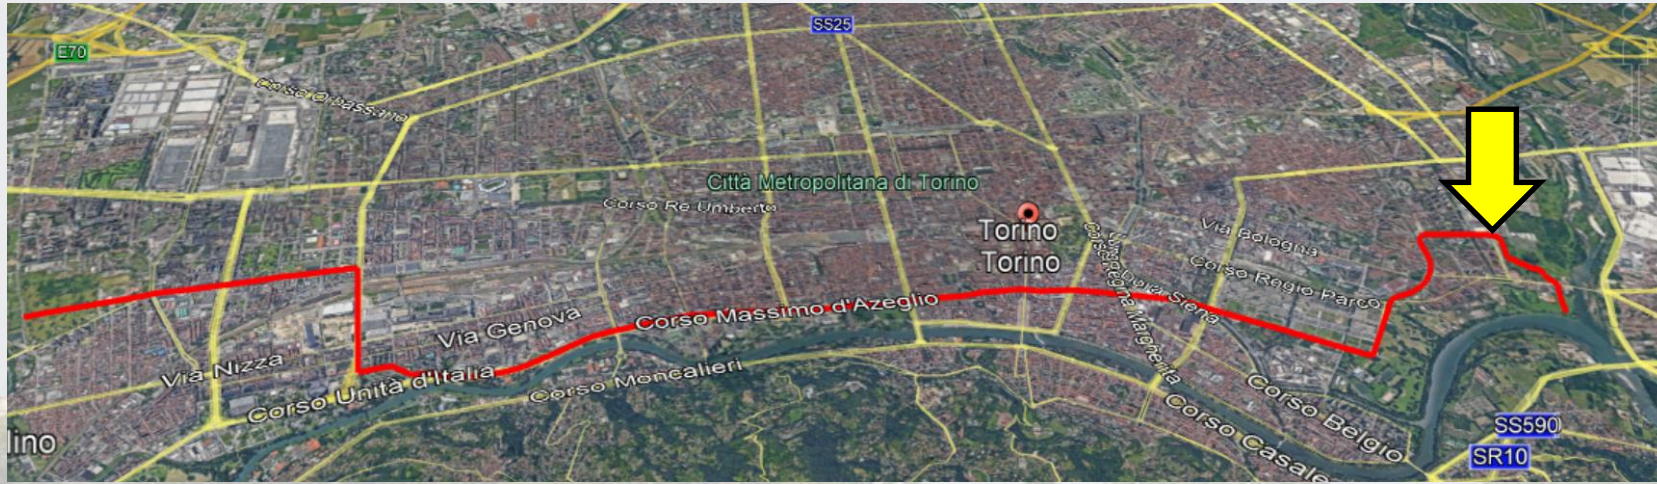 SS25
E70
Corso Orbassano
Città Metropolitana di Torino
Corso Re Umberto
Torino
Torino
Via Bologna
Corso Regio Parco
Lungo Dora Siena
Corso Regina Margherita
Corso Massimo d'Azeglio
Via Genova
Via Nizza
Corso Unità d'Italia
Corso Moncalieri
Corso Belgio
Corso Casale
SS590
SR10
lino